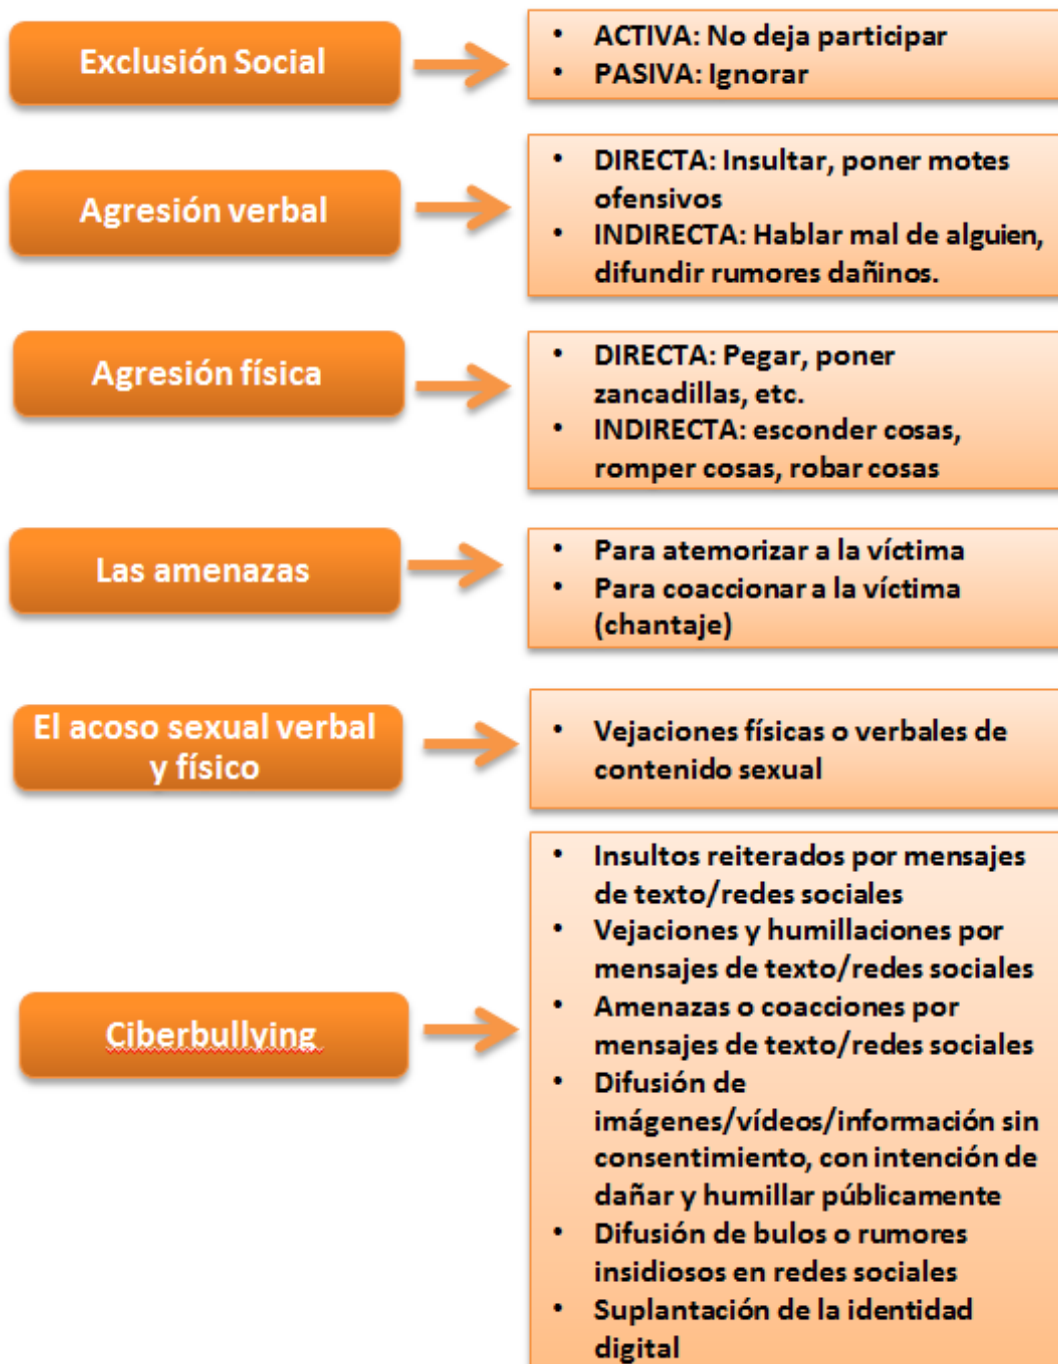 Exclusión Social
• ACTIVA: No deja participar
• PASIVA: Ignorar
Agresión verbal
• DIRECTA: Insultar, poner motes
ofensivos
• INDIRECTA: Hablar mal de alguien,
difundir rumores dañinos.
Agresión física
• DIRECTA: Pegar, poner
zancadillas, etc.
• INDIRECTA: esconder cosas,
romper cosas, robar cosas
Las amenazas
• Para atemorizar a la víctima
• Para coaccionar a la víctima
(chantaje)
El acoso sexual verbal
y físico
• Vejaciones físicas o verbales de
contenido sexual
Ciberbullying
• Insultos reiterados por mensajes
de texto/redes sociales
• Vejaciones y humillaciones por
mensajes de texto/redes sociales
• Amenazas o coacciones por
mensajes de texto/redes sociales
• Difusión de
imágenes/vídeos/información sin
consentimiento, con intención de
dañar y humillar públicamente
• Difusión de bulos o rumores
insidiosos en redes sociales
• Suplantación de la identidad
digital